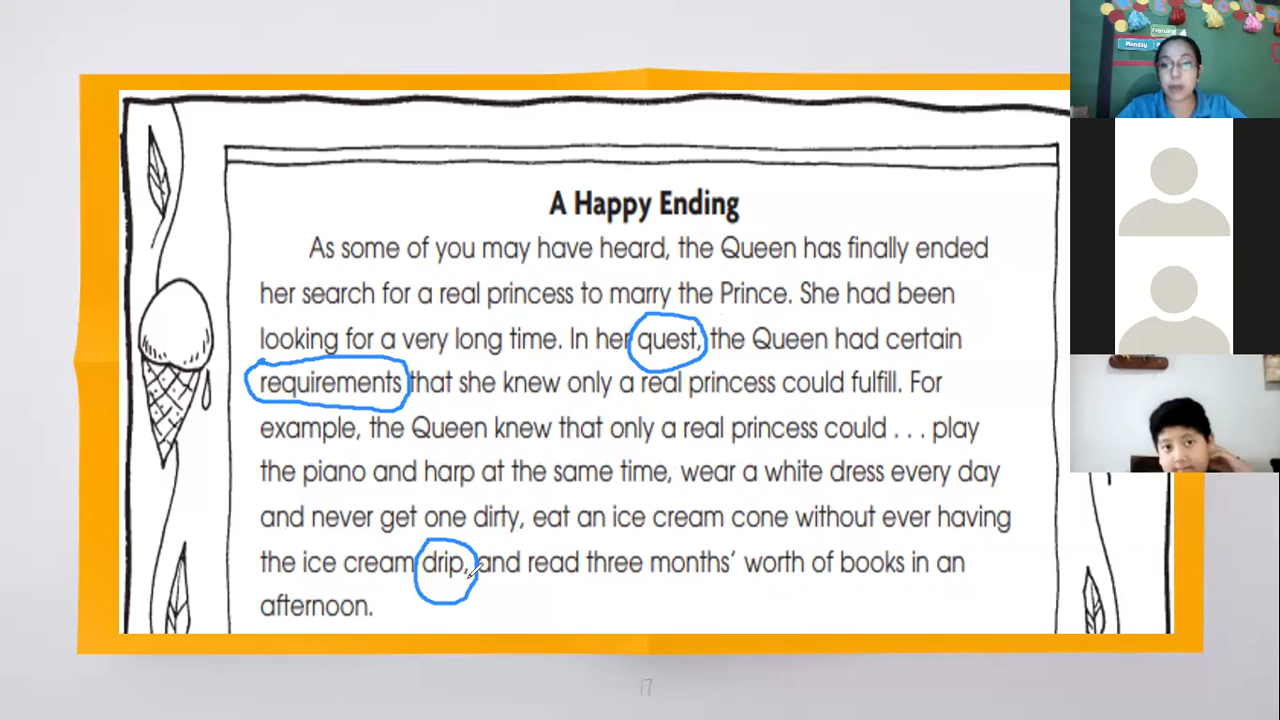 A Happy Ending
As some of you may have heard, the Queen has finally ended
her search for a real princess to marry the Prince. She had been
looking for a very long time. In her quest, the Queen had certain
requirements that she knew only a real princess could fulfill. For
example, the Queen knew that only a real princess could . . . play
the piano and harp at the same time, wear a white dress every day
and never get one dirty, eat an ice cream cone without ever having
the ice cream drip, and read three months' worth of books in an
afternoon.
17
Monday